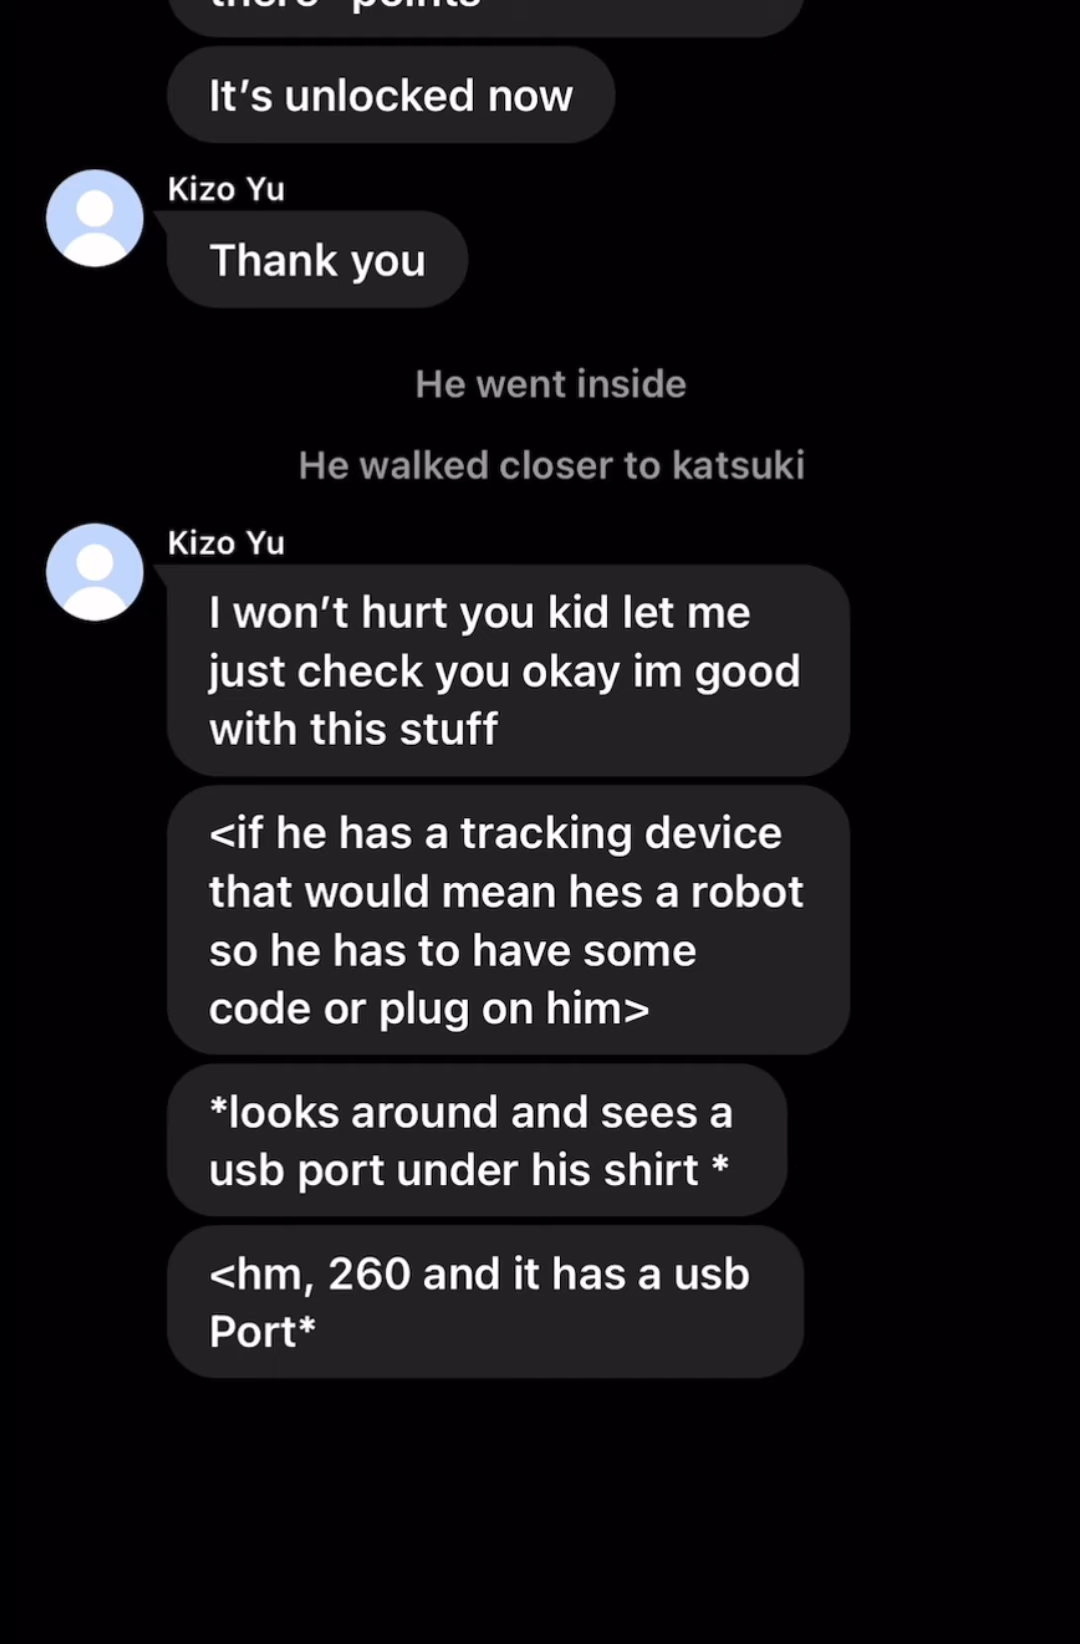 there* *points*
It's unlocked now
Kizo Yu
Thank you
He went inside
He walked closer to katsuki
Kizo Yu
I won't hurt you kid let me
just check you okay im good
with this stuff
<if he has a tracking device
that would mean hes a robot
so he has to have some
code or plug on him>
*looks around and sees a
usb port under his shirt *
<hm, 260 and it has a usb
Port*